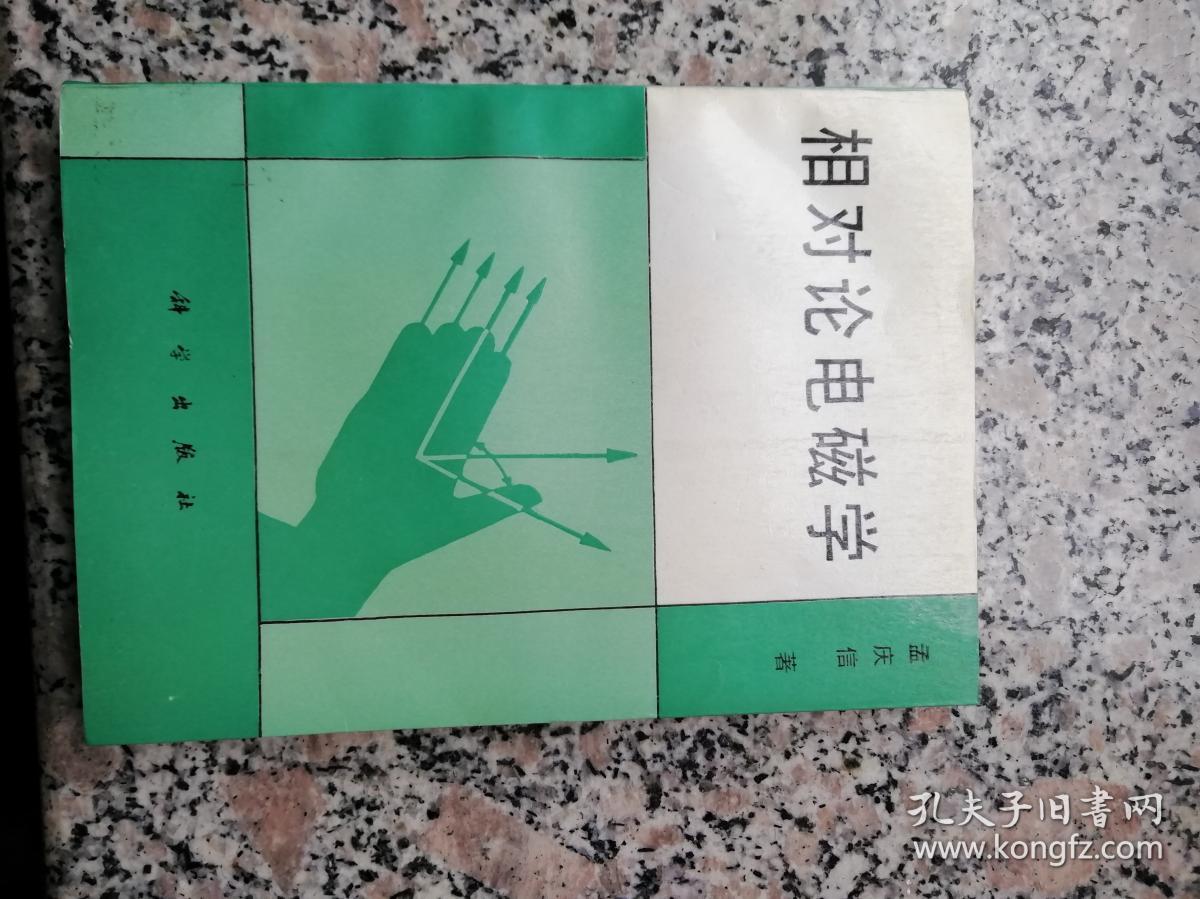 相对论电磁学
孟庆信 著
科学出版社
孔夫子旧書网
www.kongfz.com